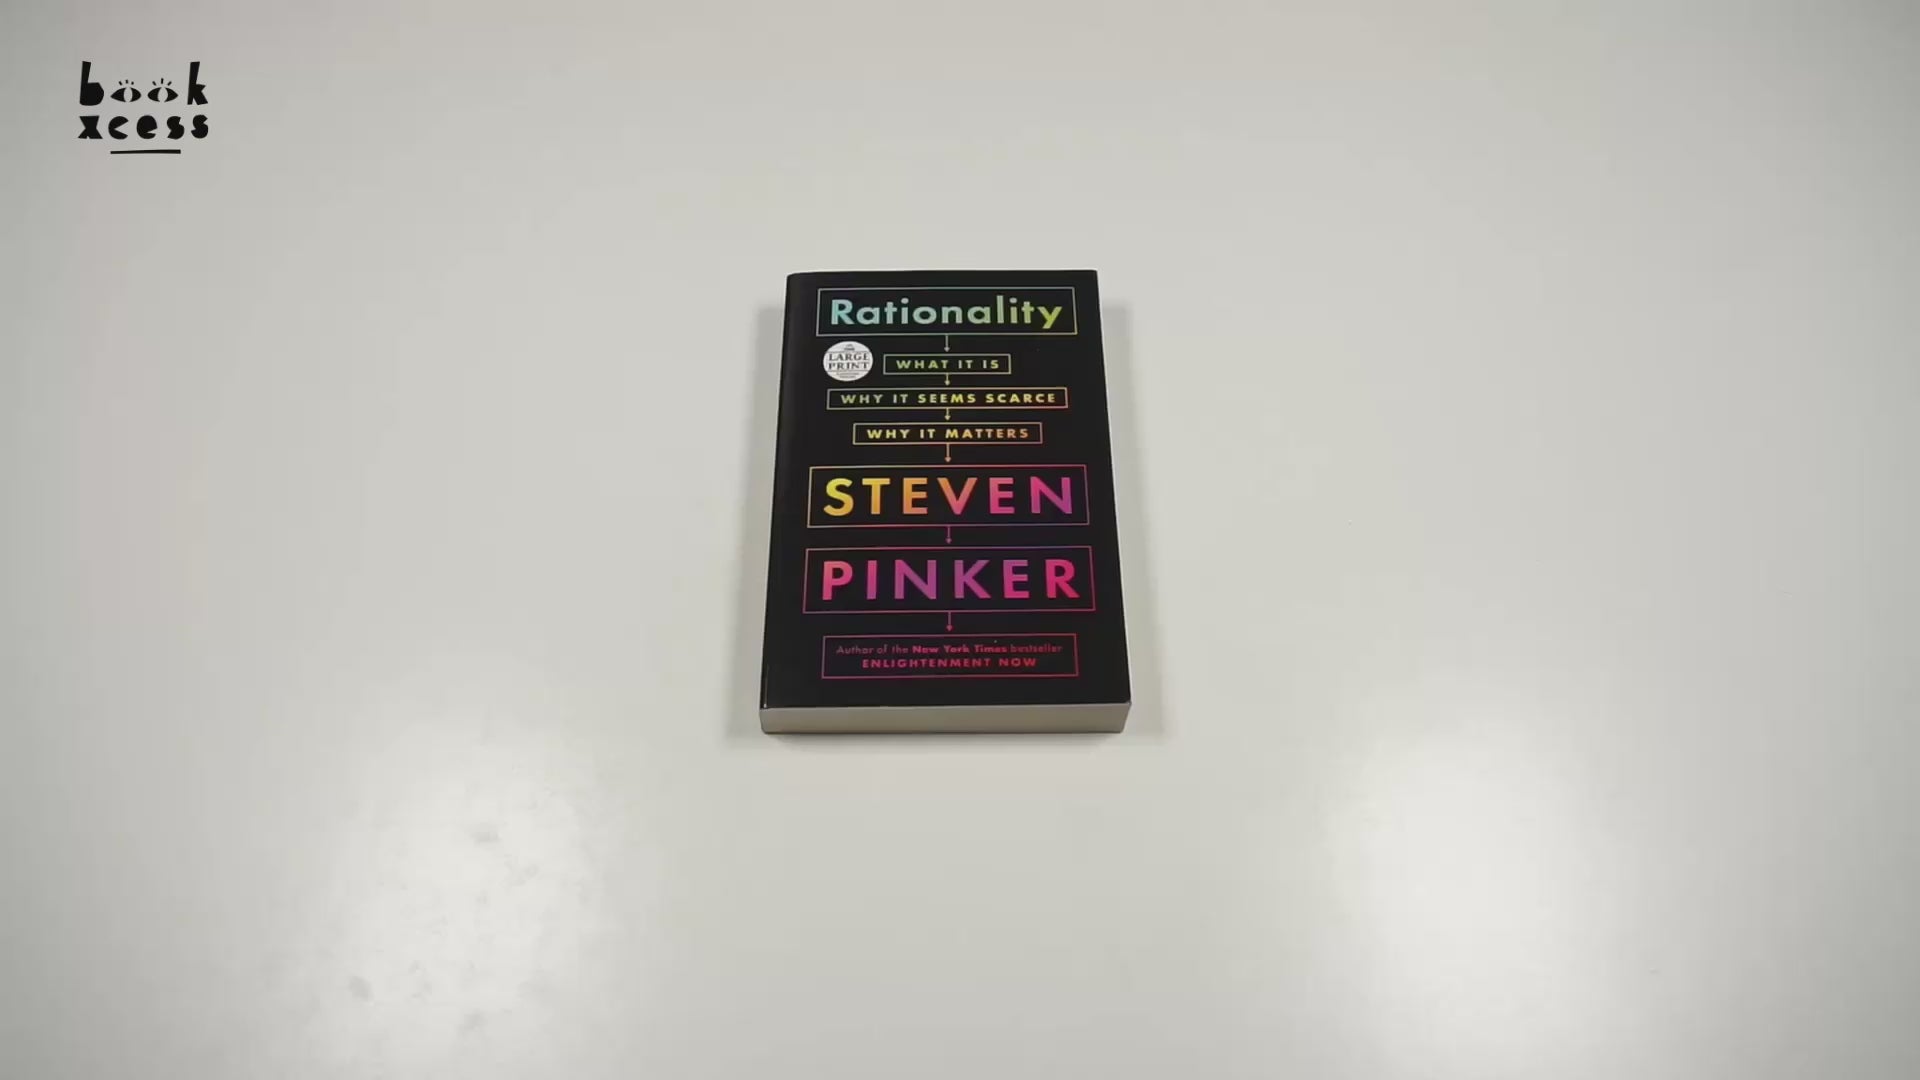 book
xcess
Rationality
LARGE
PRINT
WHAT IT IS
WHY IT SEEMS SCARCE
WHY IT MATTERS
STEVEN
PINKER
Author of the New York Times bestseller
ENLIGHTENMENT NOW